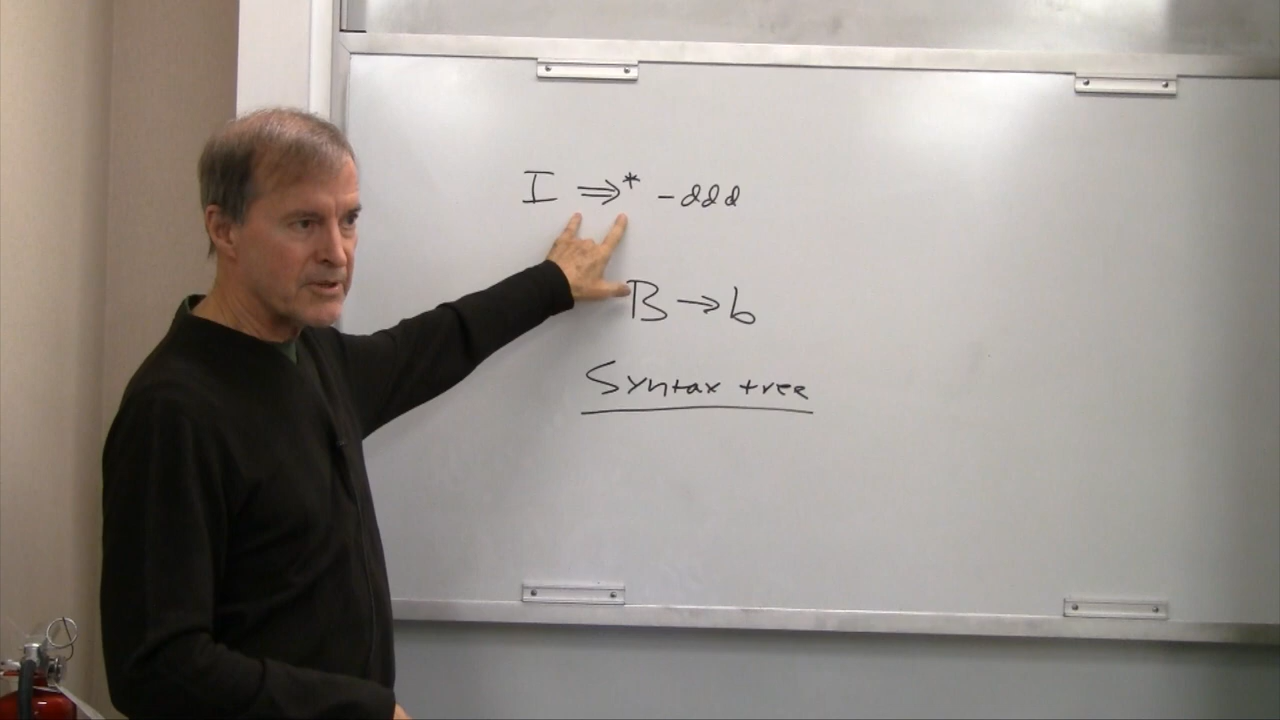 I ⇒* -ddd
B → b
Syntax tree